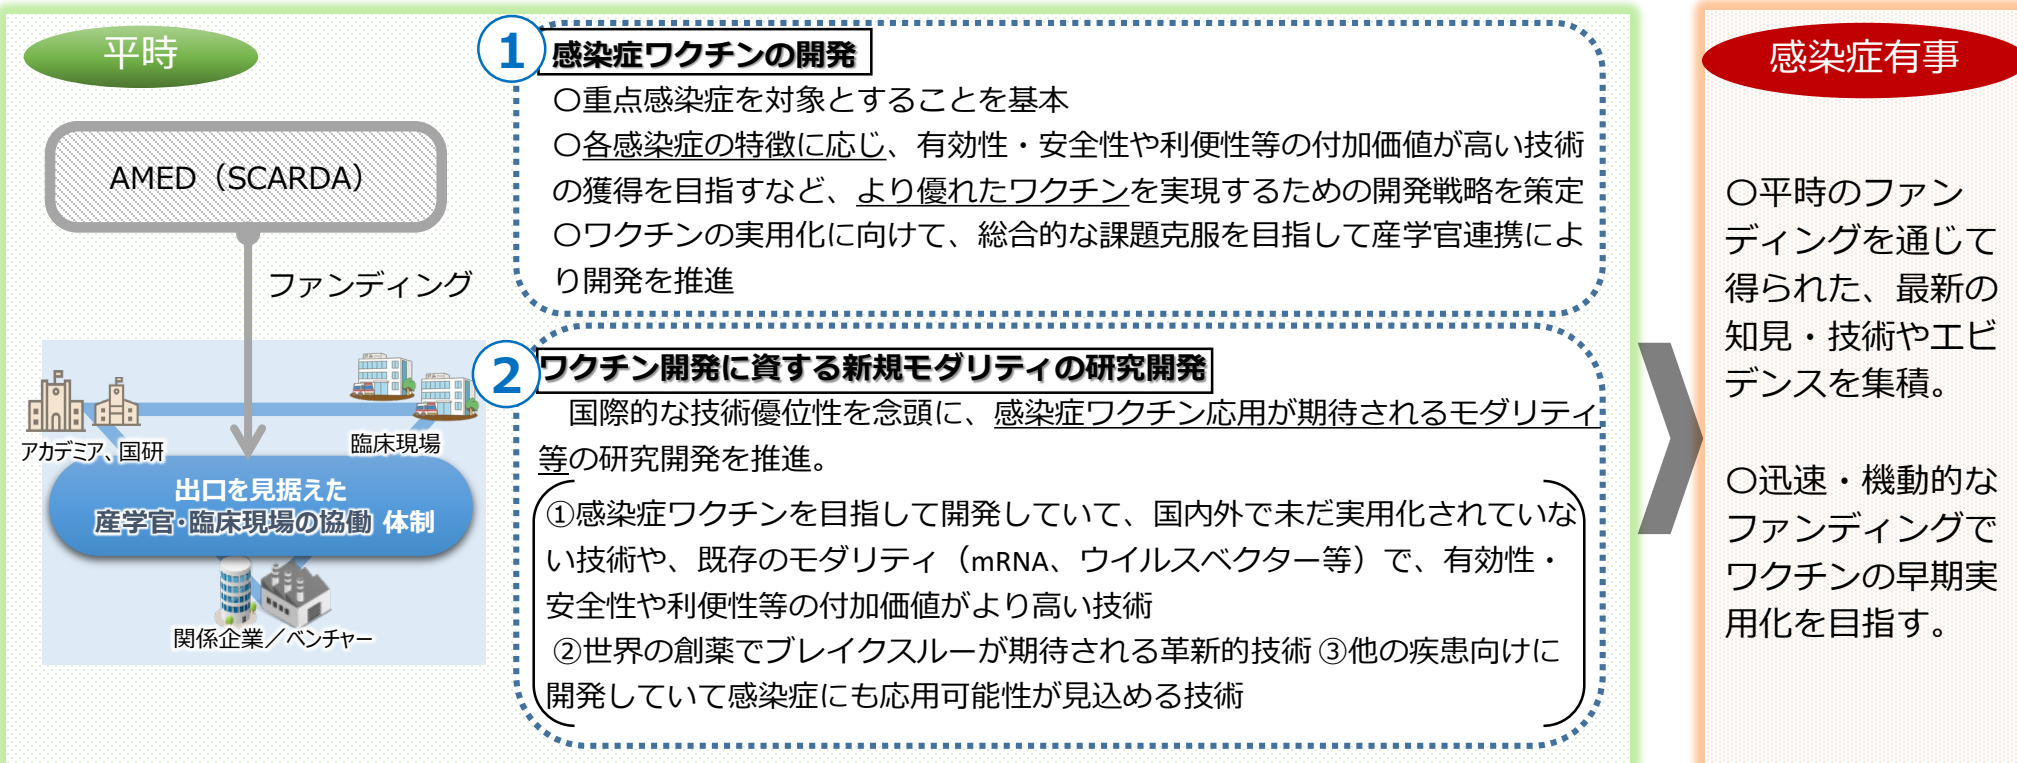 平時
AMED（SCARDA）
ファンディング
アカデミア、国研
臨床現場
出口を見据えた
産学官・臨床現場の協働 体制
関係企業／ベンチャー
1
感染症ワクチンの開発
○重点感染症を対象とすることを基本
○各感染症の特徴に応じ、有効性・安全性や利便性等の付加価値が高い技術
の獲得を目指すなど、より優れたワクチンを実現するための開発戦略を策定
○ワクチンの実用化に向けて、総合的な課題克服を目指して産学官連携によ
り開発を推進
2
ワクチン開発に資する新規モダリティの研究開発
国際的な技術優位性を念頭に、感染症ワクチン応用が期待されるモダリティ
等の研究開発を推進。
①感染症ワクチンを目指して開発していて、国内外で未だ実用化されていな
い技術や、既存のモダリティ（mRNA、ウイルスベクター等）で、有効性・
安全性や利便性等の付加価値がより高い技術
②世界の創薬でブレイクスルーが期待される革新的技術 ③他の疾患向けに
開発していて感染症にも応用可能性が見込める技術
感染症有事
○平時のファン
ディングを通じて
得られた、最新の
知見・技術やエビ
デンスを集積。
○迅速・機動的な
ファンディングで
ワクチンの早期実
用化を目指す。